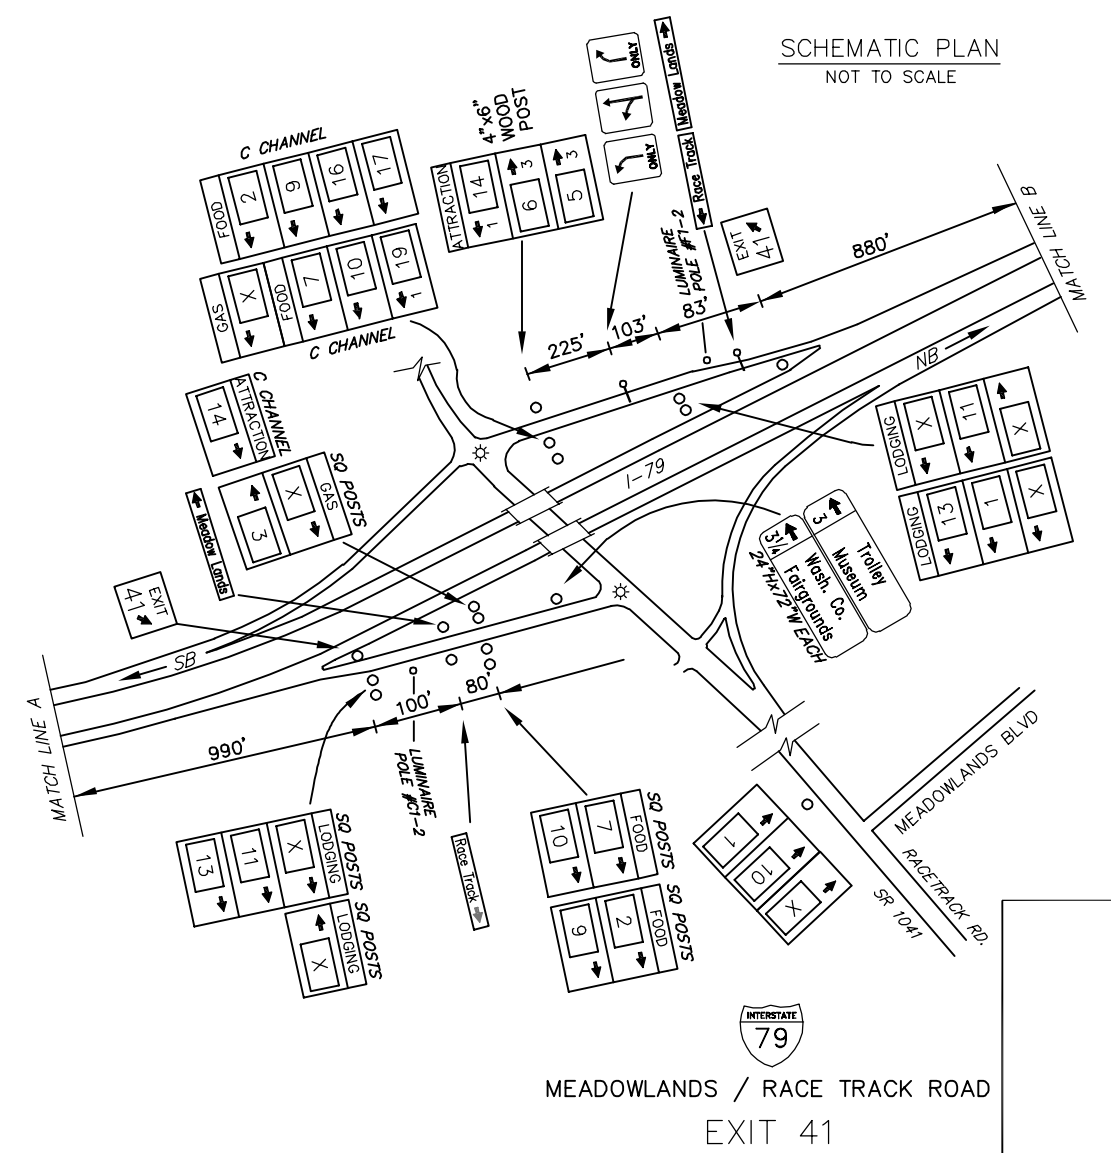 SCHEMATIC PLAN
NOT TO SCALE
ONLY
ONLY
Meadow Lands
Race Track
4"x6"
WOOD
POST
ATTRACTION
14
1
6
3
5
3
C CHANNEL
FOOD
2
9
16
17
GAS
X
FOOD
7
10
19
1
C CHANNEL
EXIT
41
LUMINAIRE
POLE #F1-2
225'
103'
83'
880'
MATCH LINE B
NB
I-79
C CHANNEL
ATTRACTION
14
SQ POSTS
GAS
X
3
Meadow Lands
EXIT
41
SB
LODGING
X
11
X
LODGING
13
1
X
3
Trolley
Museum
3 1/4
Wash. Co.
Fairgrounds
24"Hx72"W EACH
MATCH LINE A
990'
100'
80'
LUMINAIRE
POLE #C1-2
SQ POSTS
LODGING
X
11
13
SQ POSTS
LODGING
X
Race Track
SQ POSTS
FOOD
7
10
SQ POSTS
FOOD
2
9
1
10
X
MEADOWLANDS BLVD
RACETRACK RD.
SR 1041
INTERSTATE
79
MEADOWLANDS / RACE TRACK ROAD
EXIT 41